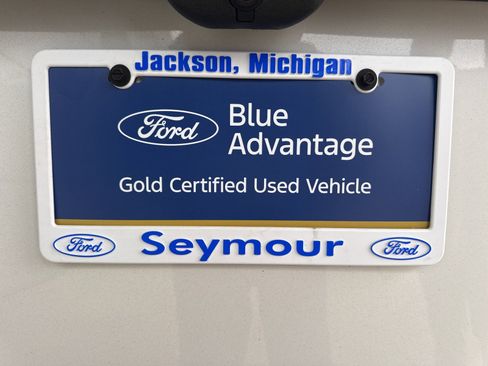 Jackson, Michigan
Ford
Blue
Advantage
Gold Certified Used Vehicle
Ford Seymour Ford